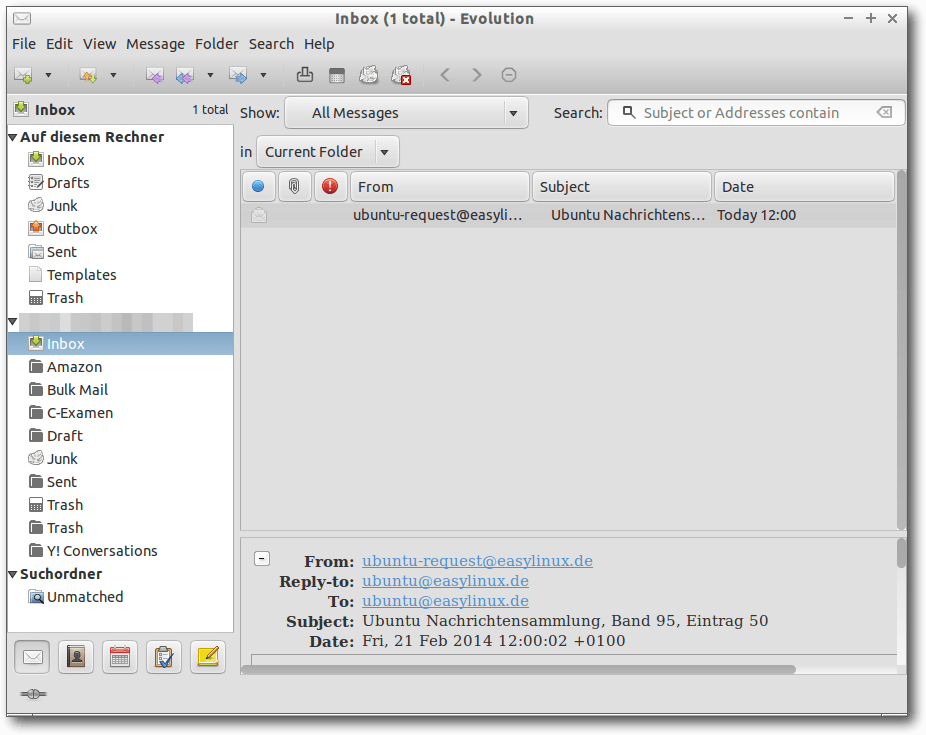 Inbox (1 total) - Evolution
File Edit View Message Folder Search Help
Inbox 1 total
Show: All Messages Search: Subject or Addresses contain
in Current Folder
Auf diesem Rechner
Inbox
Drafts
Junk
Outbox
Sent
Templates
Trash
Inbox
Amazon
Bulk Mail
C-Examen
Draft
Junk
Sent
Trash
Trash
Y! Conversations
Suchordner
Unmatched
From Subject Date
ubuntu-request@easyli... Ubuntu Nachrichtens... Today 12:00
From: ubuntu-request@easylinux.de
Reply-to: ubuntu@easylinux.de
To: ubuntu@easylinux.de
Subject: Ubuntu Nachrichtensammlung, Band 95, Eintrag 50
Date: Fri, 21 Feb 2014 12:00:02 +0100